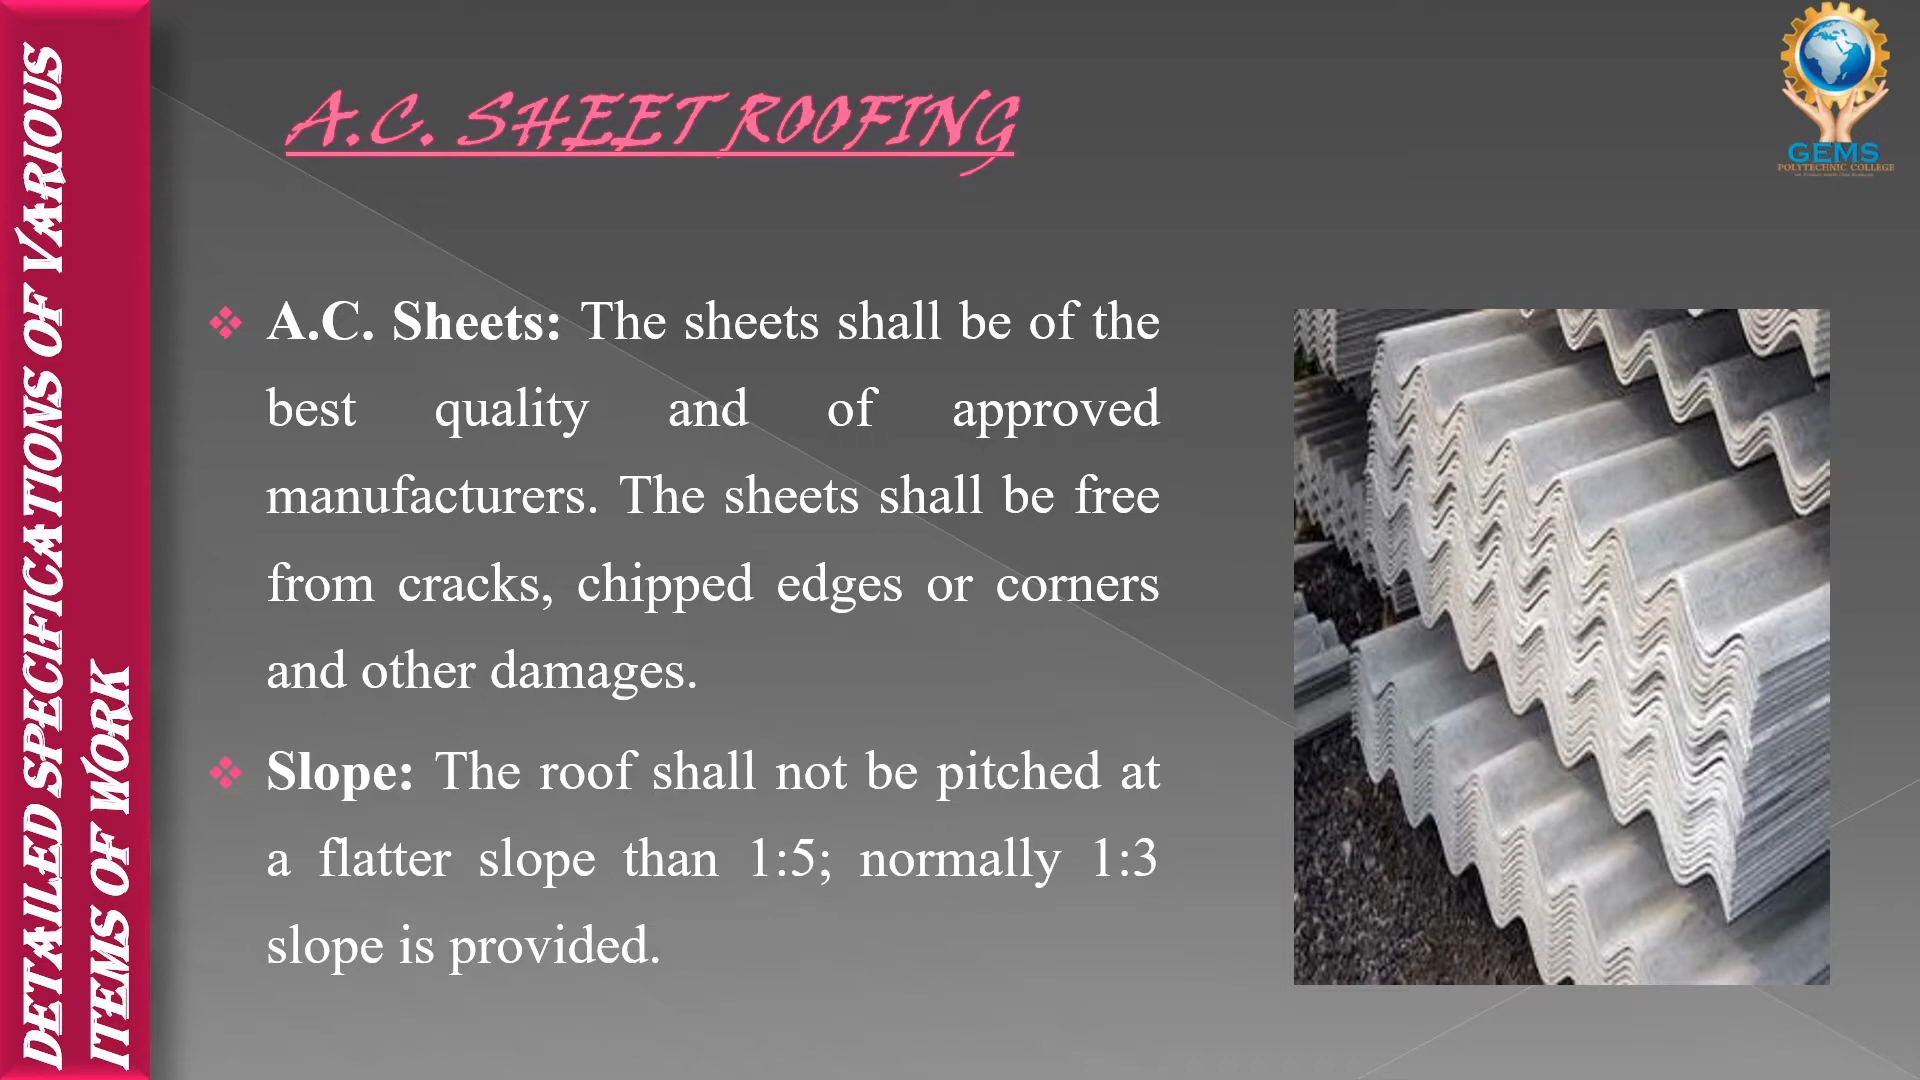 DETAILED SPECIFICATIONS OF VARIOUS
ITEMS OF WORK
A.C. SHEET ROOFING
GEMS
POLYTECHNIC COLLEGE
❖ A.C. Sheets: The sheets shall be of the
best quality and of approved
manufacturers. The sheets shall be free
from cracks, chipped edges or corners
and other damages.
❖ Slope: The roof shall not be pitched at
a flatter slope than 1:5; normally 1:3
slope is provided.